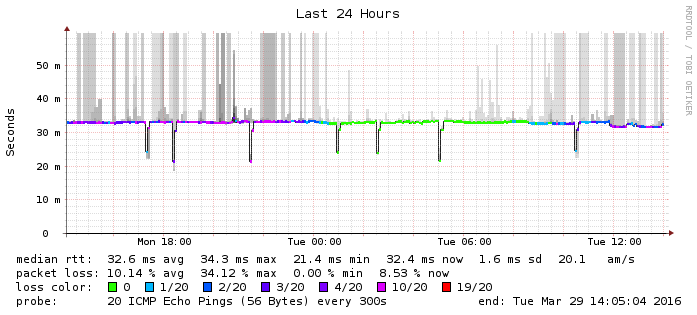 Last 24 Hours
RRDTOOL / TOBI OETIKER
Seconds
50 m
40 m
30 m
20 m
10 m
0
Mon 18:00 Tue 00:00 Tue 06:00 Tue 12:00
median rtt: 32.6 ms avg 34.3 ms max 21.4 ms min 32.4 ms now 1.6 ms sd 20.1 am/s
packet loss: 10.14 % avg 34.12 % max 0.00 % min 8.53 % now
loss color: 0 1/20 2/20 3/20 4/20 10/20 19/20
probe: 20 ICMP Echo Pings (56 Bytes) every 300s end: Tue Mar 29 14:05:04 2016